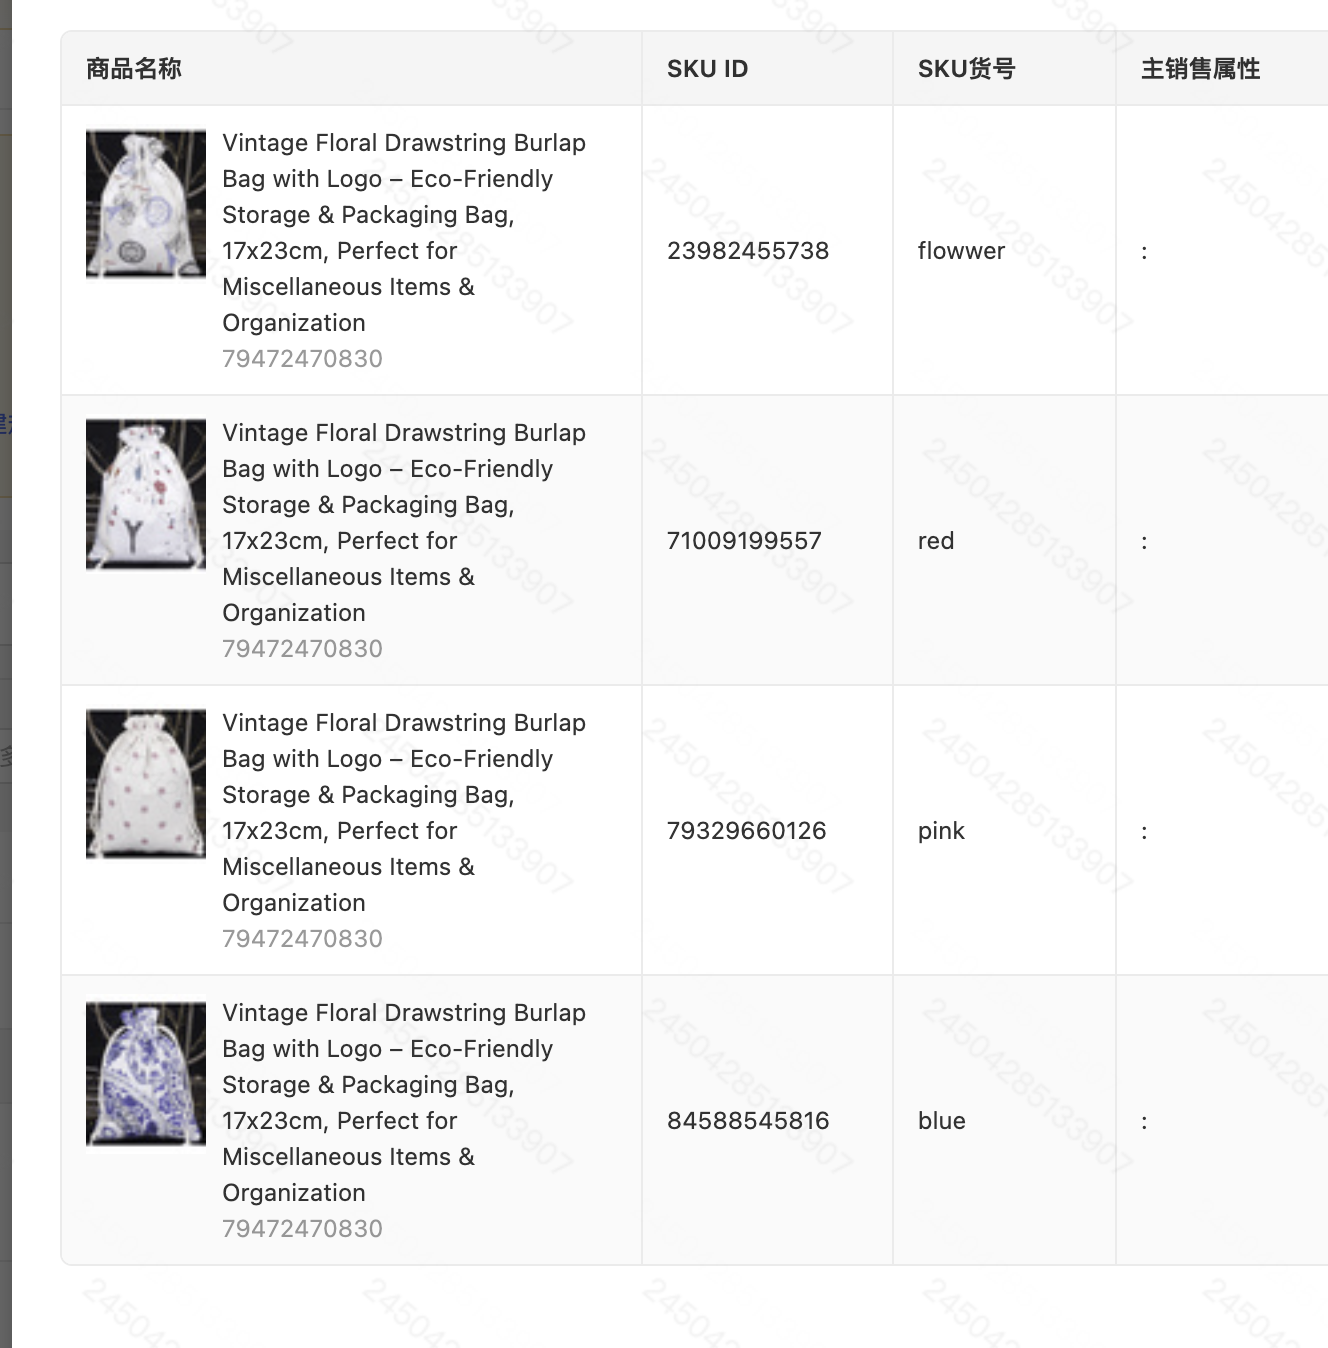 商品名称 SKU ID SKU货号 主销售属性
Vintage Floral Drawstring Burlap
Bag with Logo – Eco-Friendly
Storage & Packaging Bag,
17x23cm, Perfect for
Miscellaneous Items &
Organization
79472470830
23982455738
flowwer
:
Vintage Floral Drawstring Burlap
Bag with Logo – Eco-Friendly
Storage & Packaging Bag,
17x23cm, Perfect for
Miscellaneous Items &
Organization
79472470830
71009199557
red
:
Vintage Floral Drawstring Burlap
Bag with Logo – Eco-Friendly
Storage & Packaging Bag,
17x23cm, Perfect for
Miscellaneous Items &
Organization
79472470830
79329660126
pink
:
Vintage Floral Drawstring Burlap
Bag with Logo – Eco-Friendly
Storage & Packaging Bag,
17x23cm, Perfect for
Miscellaneous Items &
Organization
79472470830
84588545816
blue
:
Y
多
2450428513907